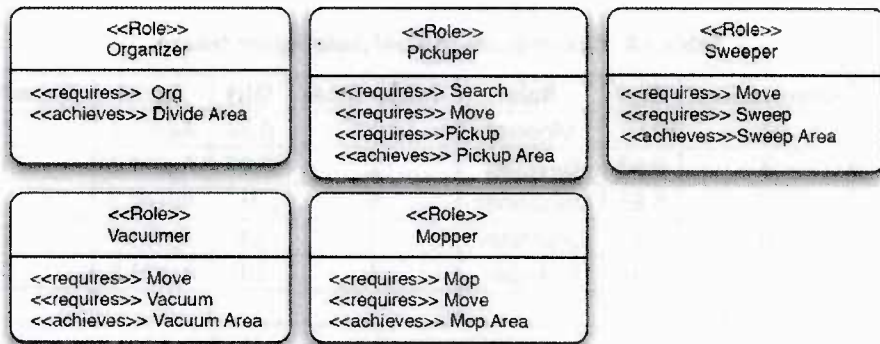 <<Role>>
Organizer
<<requires>> Org
<<achieves>> Divide Area
<<Role>>
Pickuper
<<requires>> Search
<<requires>> Move
<<requires>>Pickup
<<achieves>> Pickup Area
<<Role>>
Sweeper
<<requires>> Move
<<requires>> Sweep
<<achieves>>Sweep Area
<<Role>>
Vacuumer
<<requires>> Move
<<requires>> Vacuum
<<achieves>> Vacuum Area
<<Role>>
Mopper
<<requires>> Mop
<<requires>> Move
<<achieves>> Mop Area